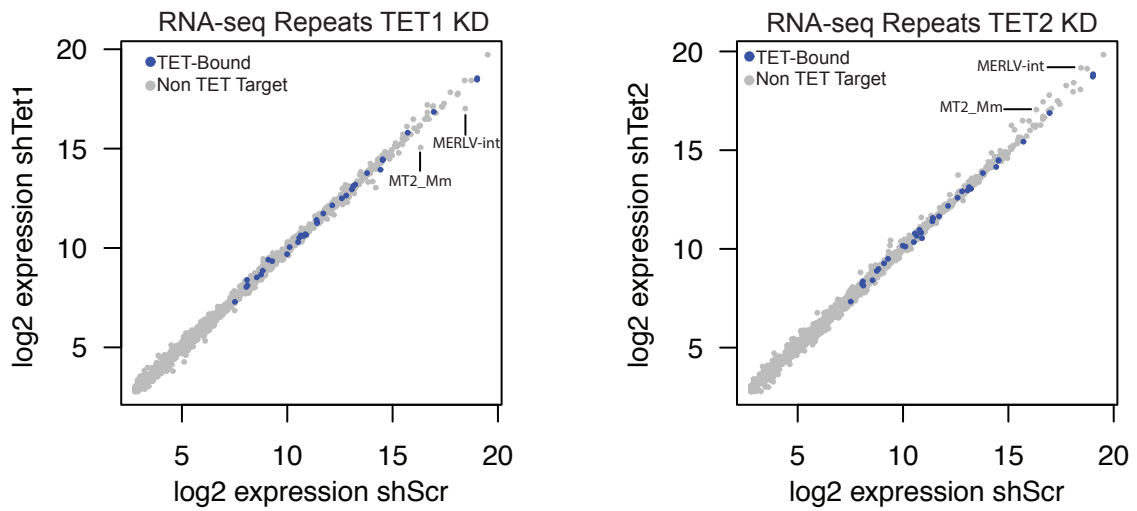 RNA-seq Repeats TET1 KD
TET-Bound
Non TET Target
MERLV-int
MT2_Mm
20
15
10
5
log2 expression shTet1
5 10 15 20
log2 expression shScr
RNA-seq Repeats TET2 KD
TET-Bound
Non TET Target
MERLV-int
MT2_Mm
20
15
10
5
log2 expression shTet2
5 10 15 20
log2 expression shScr